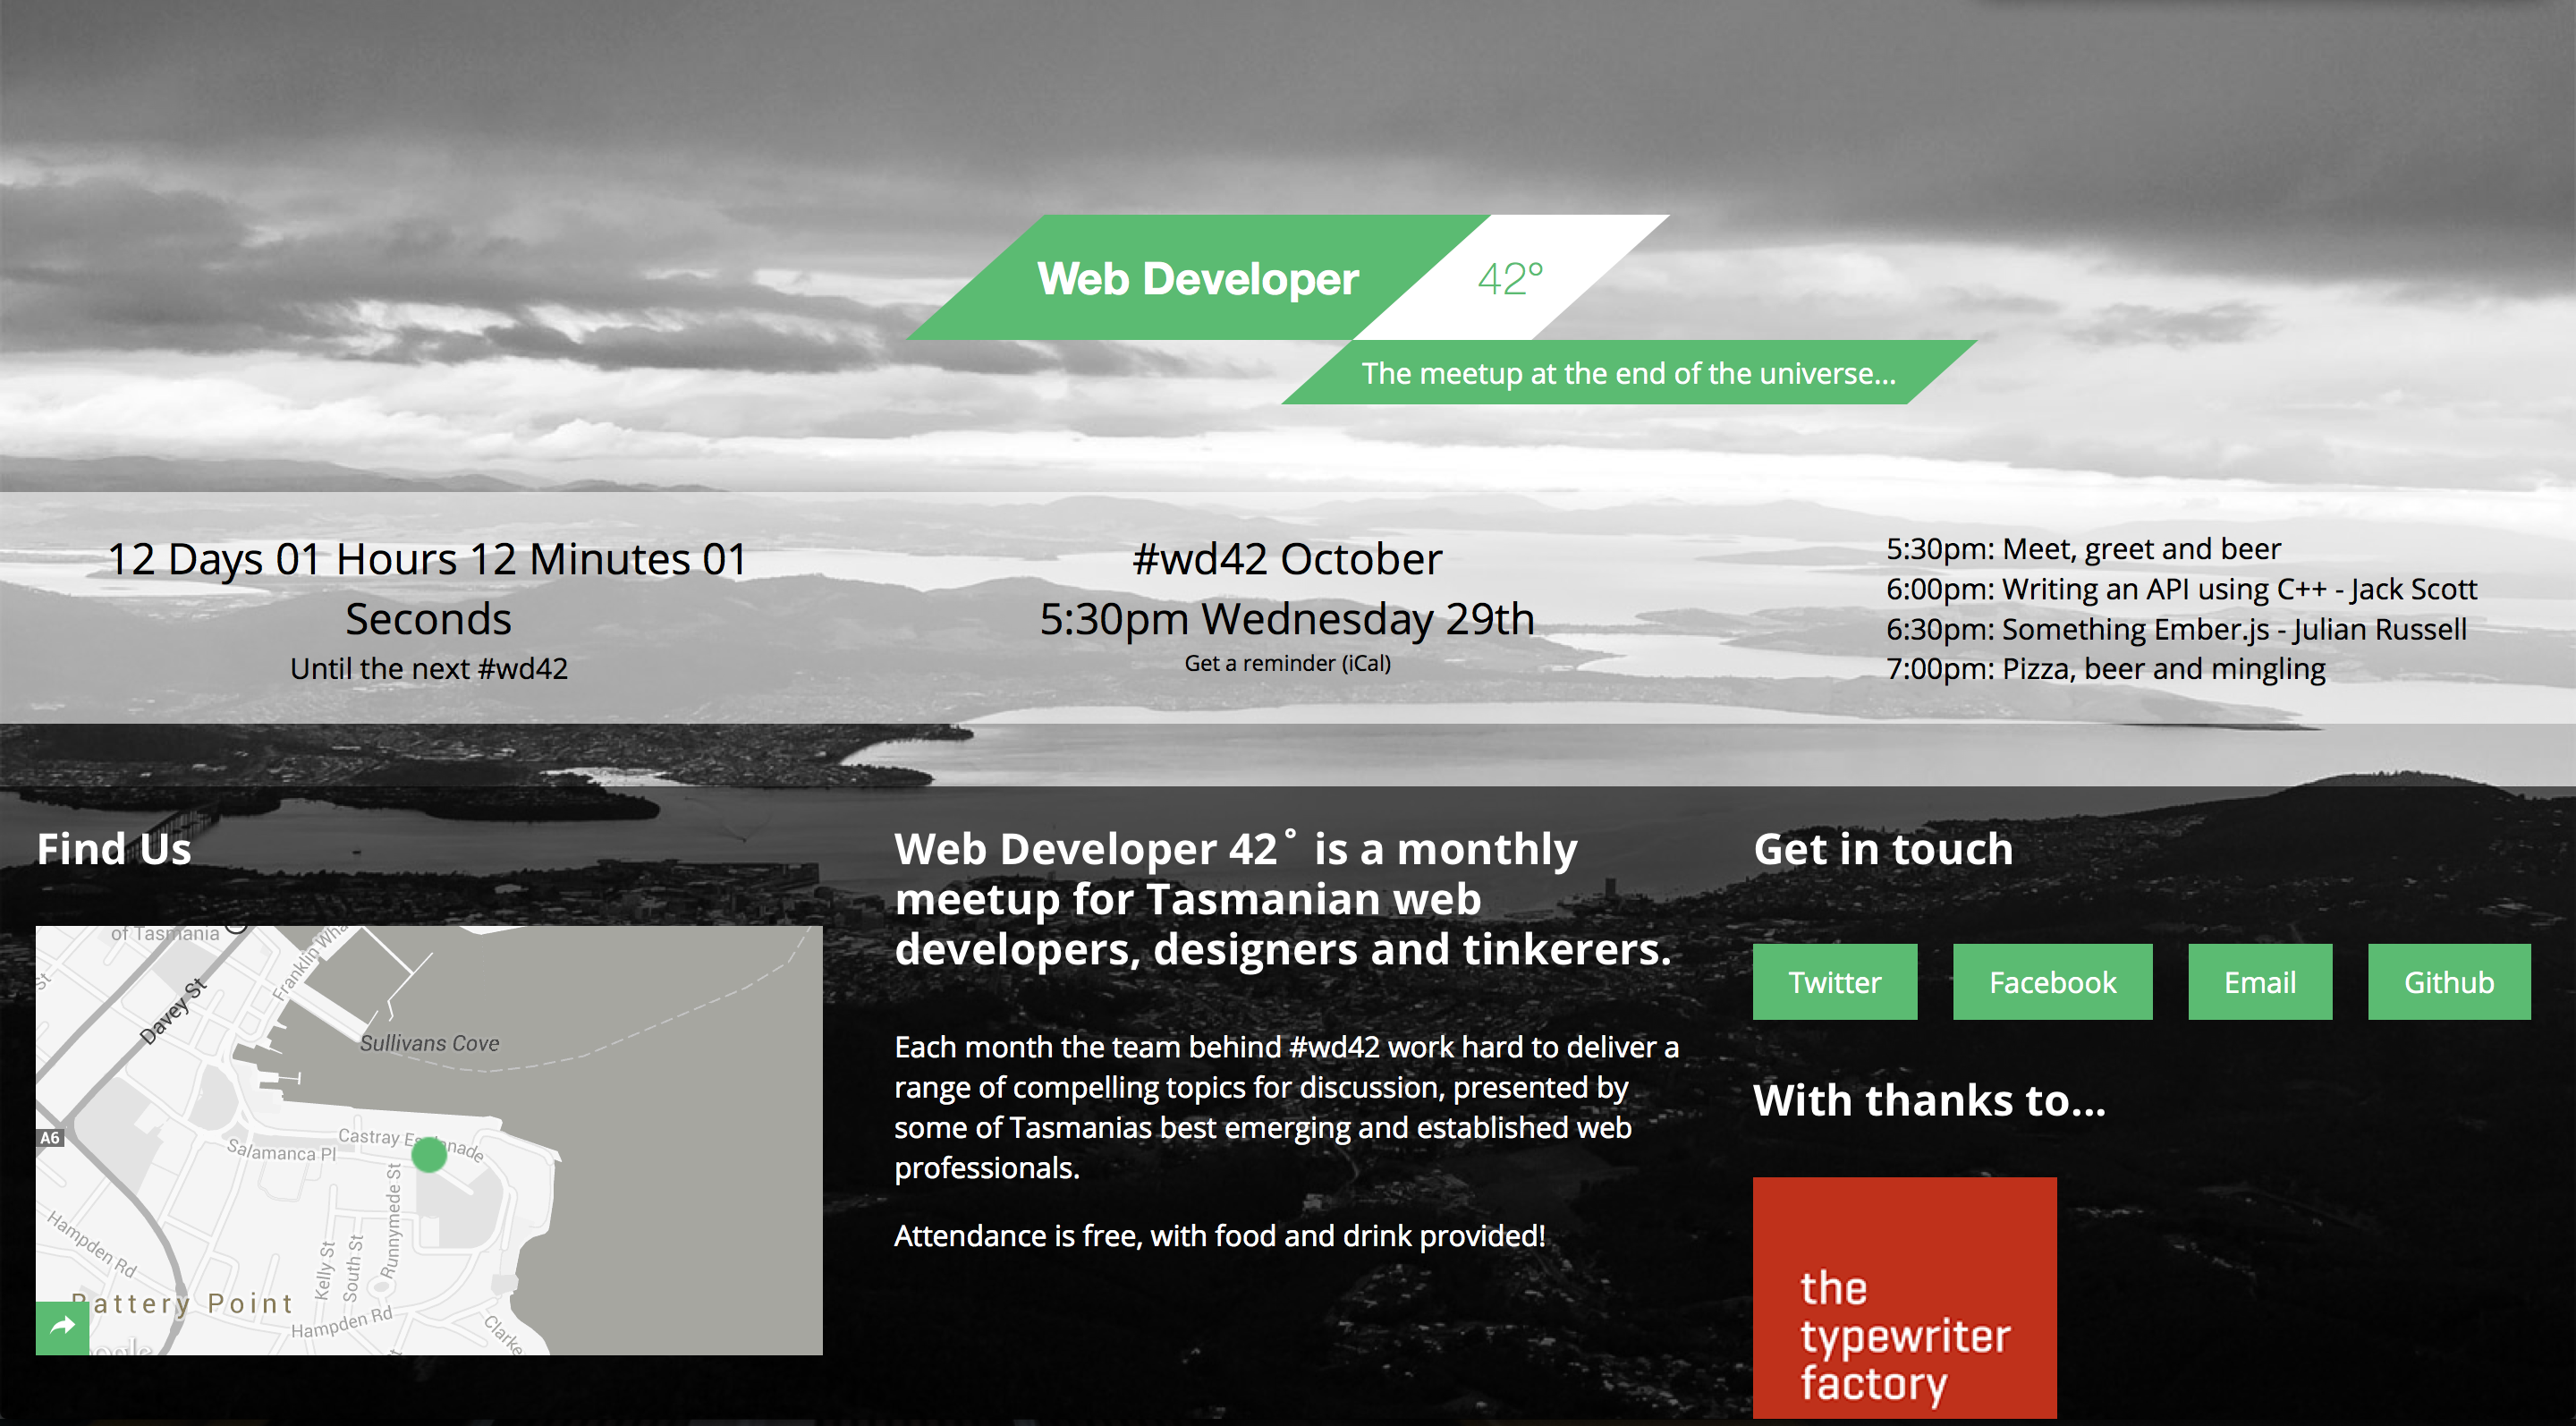 Web Developer 42°
The meetup at the end of the universe...
12 Days 01 Hours 12 Minutes 01
Seconds
Until the next #wd42
#wd42 October
5:30pm Wednesday 29th
Get a reminder (iCal)
5:30pm: Meet, greet and beer
6:00pm: Writing an API using C++ - Jack Scott
6:30pm: Something Ember.js - Julian Russell
7:00pm: Pizza, beer and mingling
Find Us
of Tasmania
St
Davey St
Franklin
Sullivans Cove
A6
Castray Esplanade
Salamanca Pl
Runnymede St
Kelly St
South St
Hampden Rd
Battery Point
Hampden Rd
Clarke
Web Developer 42˚ is a monthly
meetup for Tasmanian web
developers, designers and tinkerers.
Each month the team behind #wd42 work hard to deliver a
range of compelling topics for discussion, presented by
some of Tasmanias best emerging and established web
professionals.
Attendance is free, with food and drink provided!
Get in touch
Twitter
Facebook
Email
Github
With thanks to...
the
typewriter
factory